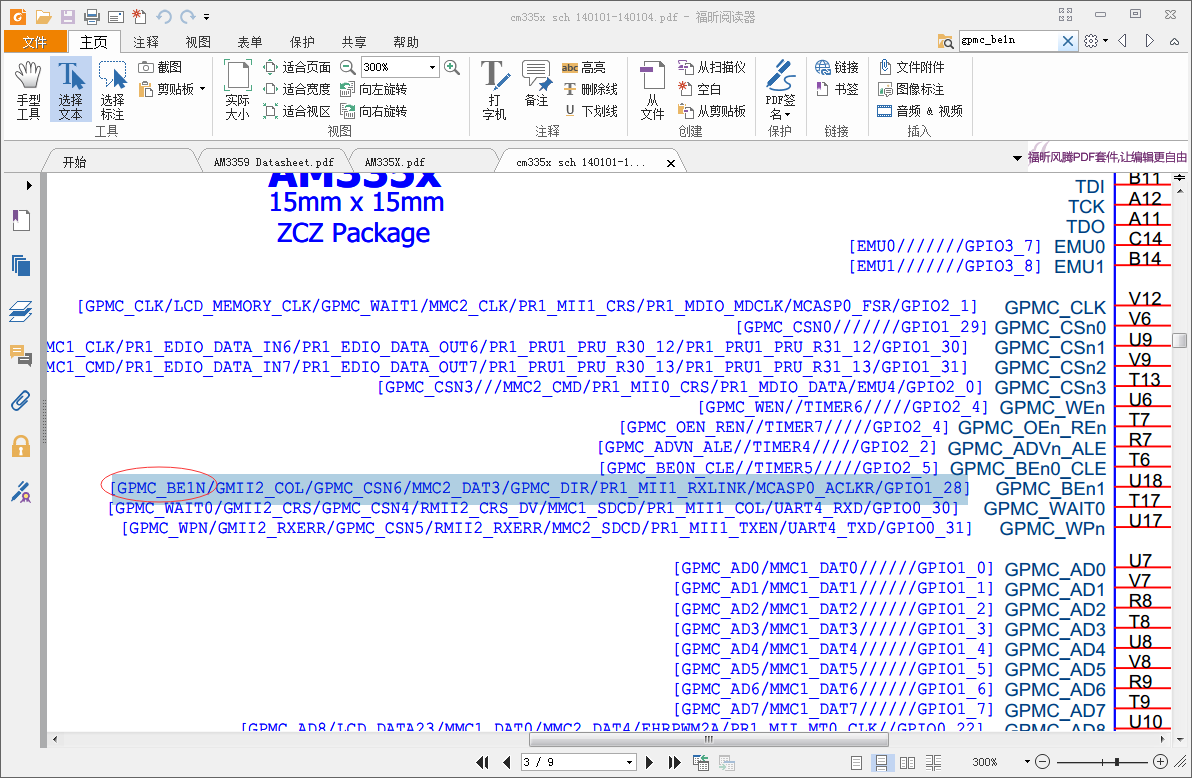 cm335x sch 140101-140104.pdf - 福昕阅读器
文件 主页 注释 视图 表单 保护 共享 帮助
gpmc_be1n
手型工具
选择文本
选择标注
截图
剪贴板
工具
实际大小
适合页面
适合宽度
适合视区
300%
向左旋转
向右旋转
视图
打字机
备注
高亮
删除线
下划线
注释
从文件
从扫描仪
空白
从剪贴板
创建
PDF签名
保护
链接
书签
链接
文件附件
图像标注
音频 & 视频
插入
开始
AM3359 Datasheet.pdf
AM335X.pdf
cm335x sch 140101-1...
福昕风腾PDF套件,让编辑更自由
AM335x
15mm x 15mm
ZCZ Package
TDI B11
TCK A12
TDO A11
[EMU0///////GPIO3_7] EMU0 C14
[EMU1///////GPIO3_8] EMU1 B14
[GPMC_CLK/LCD_MEMORY_CLK/GPMC_WAIT1/MMC2_CLK/PR1_MII1_CRS/PR1_MDIO_MDCLK/MCASP0_FSR/GPIO2_1] GPMC_CLK V12
[GPMC_CSN0///////GPIO1_29] GPMC_CSn0 V6
MC1_CLK/PR1_EDIO_DATA_IN6/PR1_EDIO_DATA_OUT6/PR1_PRU1_PRU_R30_12/PR1_PRU1_PRU_R31_12/GPIO1_30] GPMC_CSn1 U9
MC1_CMD/PR1_EDIO_DATA_IN7/PR1_EDIO_DATA_OUT7/PR1_PRU1_PRU_R30_13/PR1_PRU1_PRU_R31_13/GPIO1_31] GPMC_CSn2 V9
[GPMC_CSN3///MMC2_CMD/PR1_MII0_CRS/PR1_MDIO_DATA/EMU4/GPIO2_0] GPMC_CSn3 T13
[GPMC_WEN//TIMER6/////GPIO2_4] GPMC_WEn U6
[GPMC_OEN_REN//TIMER7/////GPIO2_4] GPMC_OEn_REn T7
[GPMC_ADVN_ALE//TIMER4/////GPIO2_2] GPMC_ADVn_ALE R7
[GPMC_BE0N_CLE//TIMER5/////GPIO2_5] GPMC_BEn0_CLE T6
[GPMC_BE1N/GMII2_COL/GPMC_CSN6/MMC2_DAT3/GPMC_DIR/PR1_MII1_RXLINK/MCASP0_ACLKR/GPIO1_28] GPMC_BEn1 U18
[GPMC_WAIT0/GMII2_CRS/GPMC_CSN4/RMII2_CRS_DV/MMC1_SDCD/PR1_MII1_COL/UART4_RXD/GPIO0_30] GPMC_WAIT0 T17
[GPMC_WPN/GMII2_RXERR/GPMC_CSN5/RMII2_RXERR/MMC2_SDCD/PR1_MII1_TXEN/UART4_TXD/GPIO0_31] GPMC_WPn U17
[GPMC_AD0/MMC1_DAT0//////GPIO1_0] GPMC_AD0 U7
[GPMC_AD1/MMC1_DAT1//////GPIO1_1] GPMC_AD1 V7
[GPMC_AD2/MMC1_DAT2//////GPIO1_2] GPMC_AD2 R8
[GPMC_AD3/MMC1_DAT3//////GPIO1_3] GPMC_AD3 T8
[GPMC_AD4/MMC1_DAT4//////GPIO1_4] GPMC_AD4 U8
[GPMC_AD5/MMC1_DAT5//////GPIO1_5] GPMC_AD5 V8
[GPMC_AD6/MMC1_DAT6//////GPIO1_6] GPMC_AD6 R9
[GPMC_AD7/MMC1_DAT7//////GPIO1_7] GPMC_AD7 T9
[GPMC_AD8/LCD_DATA23/MMC1_DAT0/MMC2_DAT4/EHRPWM2A/PR1_MII_MT0_CLK//GPIO0_22] GPMC_AD8 U10
3 / 9
300%